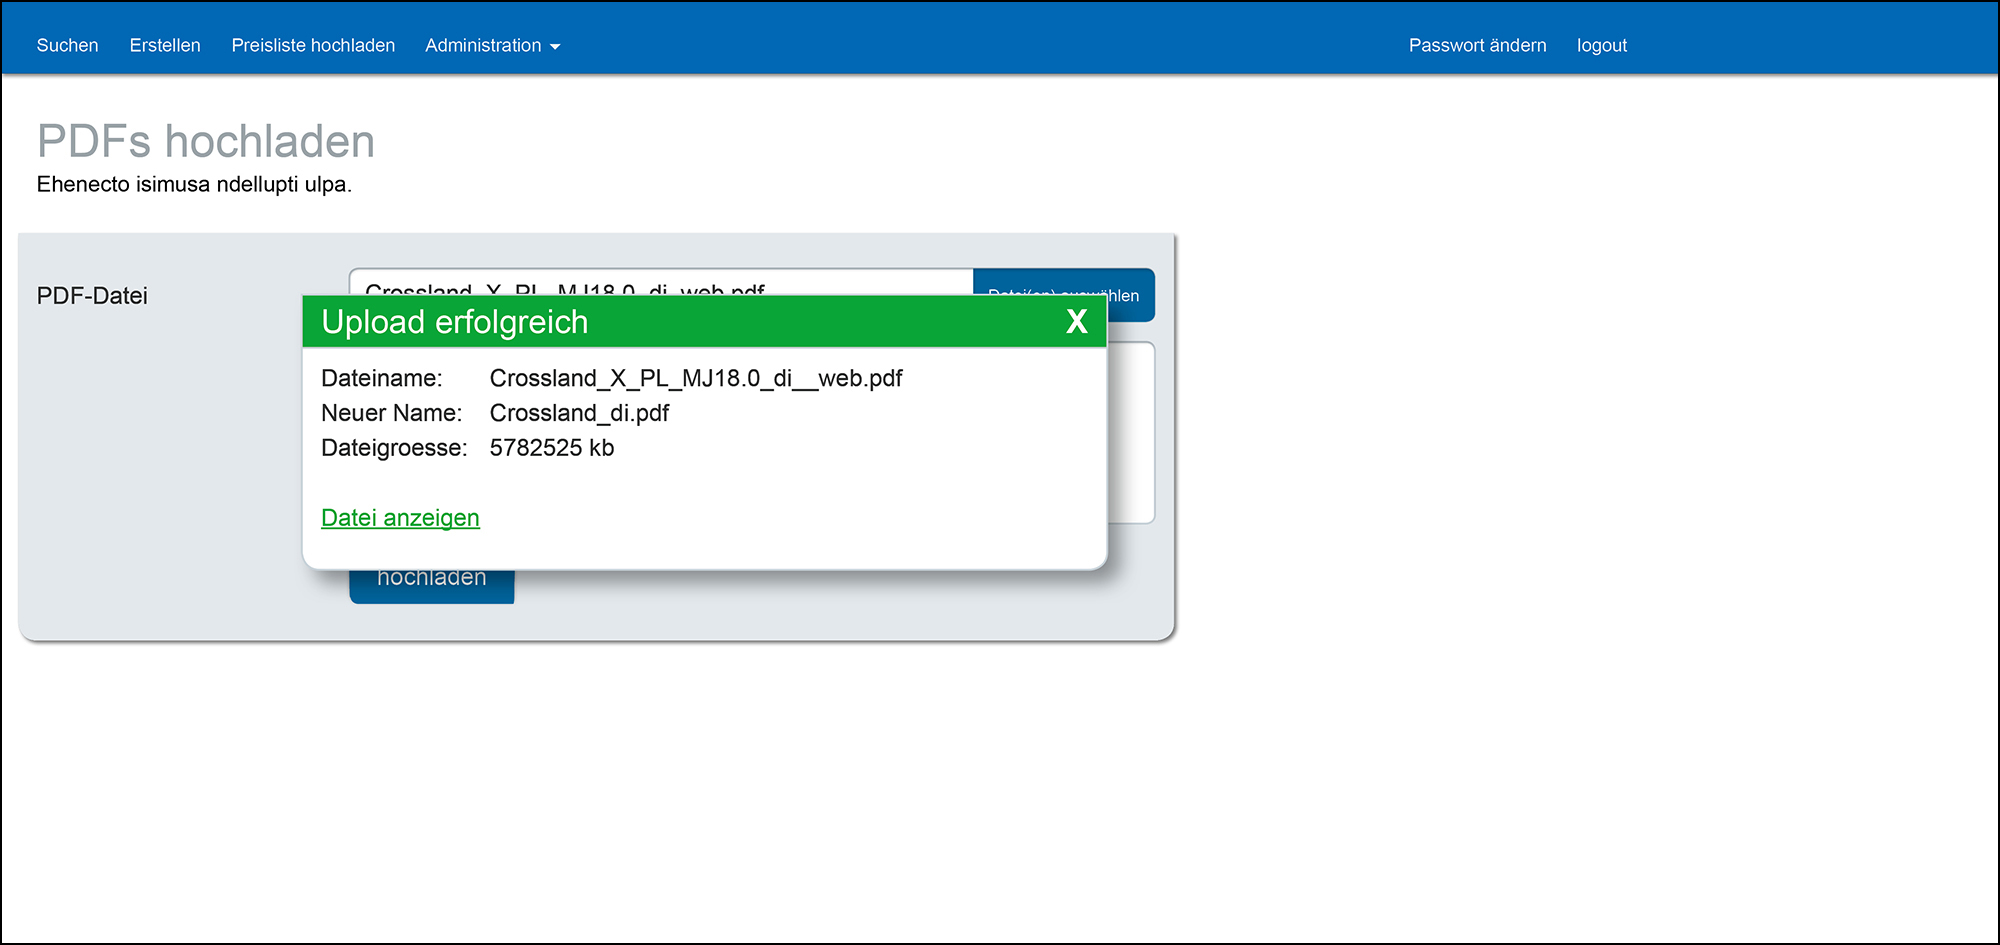 Suchen Erstellen Preisliste hochladen Administration Passwort ändern logout
PDFs hochladen
Ehenecto isimusa ndellupti ulpa.
PDF-Datei Crossland_X_PL_MJ18.0_di_web.pdf Datei(en) auswählen
Upload erfolgreich X
Dateiname: Crossland_X_PL_MJ18.0_di__web.pdf
Neuer Name: Crossland_di.pdf
Dateigroesse: 5782525 kb
Datei anzeigen
hochladen